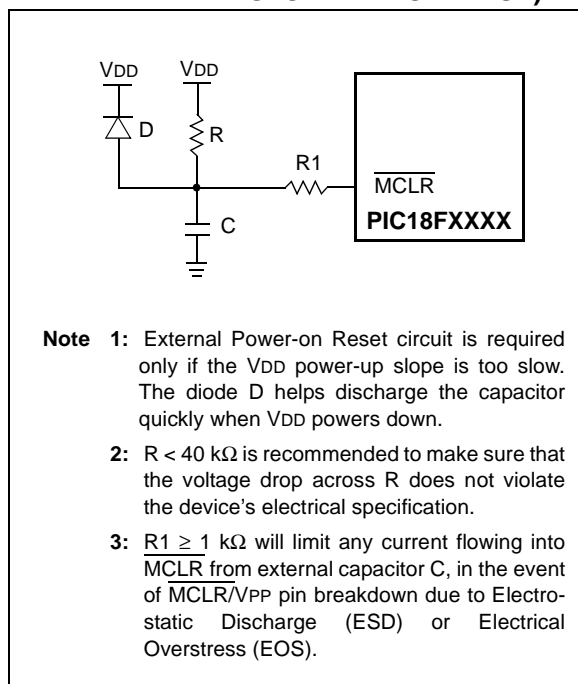 VDD VDD
D
R
R1
C
MCLR
PIC18FXXXX
Note 1: External Power-on Reset circuit is required
only if the VDD power-up slope is too slow.
The diode D helps discharge the capacitor
quickly when VDD powers down.
2: R < 40 kΩ is recommended to make sure that
the voltage drop across R does not violate
the device's electrical specification.
3: R1 ≥ 1 kΩ will limit any current flowing into
MCLR from external capacitor C, in the event
of MCLR/VPP pin breakdown due to Electro-
static Discharge (ESD) or Electrical
Overstress (EOS).